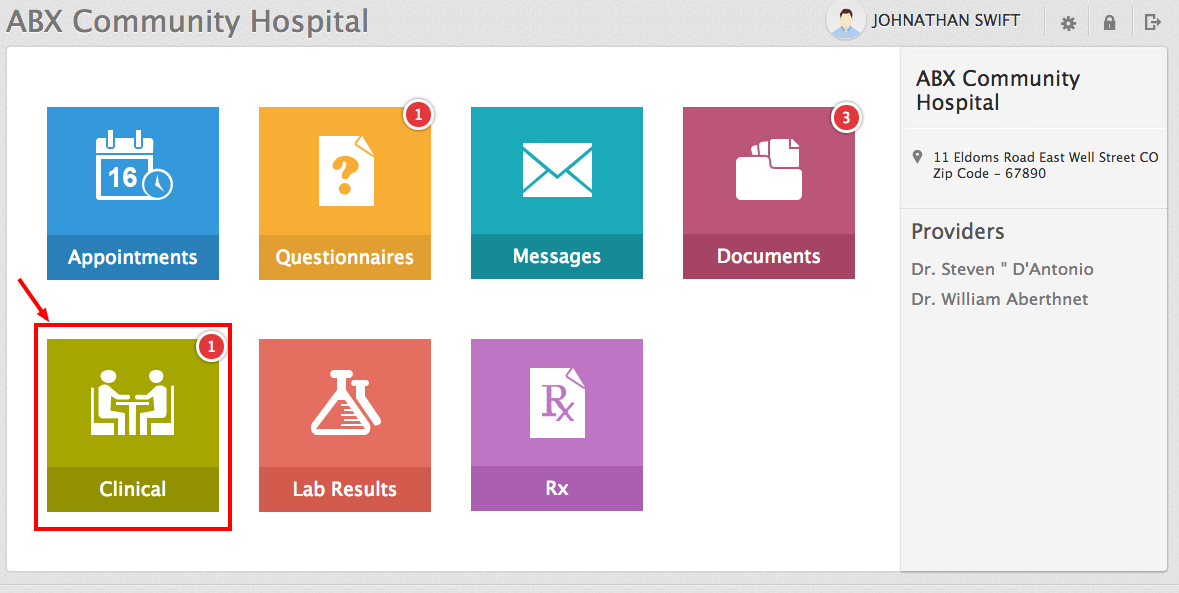 ABX Community Hospital
JOHNATHAN SWIFT
16
Appointments
1
Questionnaires
Messages
3
Documents
1
Clinical
Lab Results
Rx
Rx
ABX Community
Hospital
11 Eldoms Road East Well Street CO
Zip Code – 67890
Providers
Dr. Steven " D'Antonio
Dr. William Aberthnet